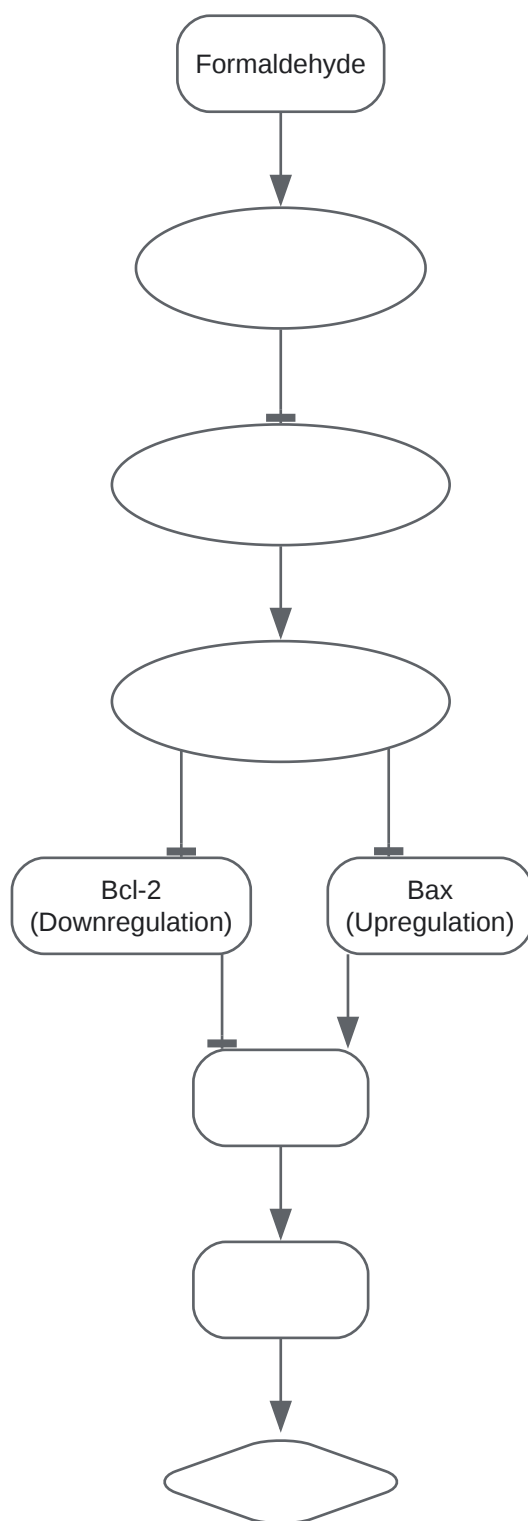 Formaldehyde
Bcl-2
(Downregulation)
Bax
(Upregulation)